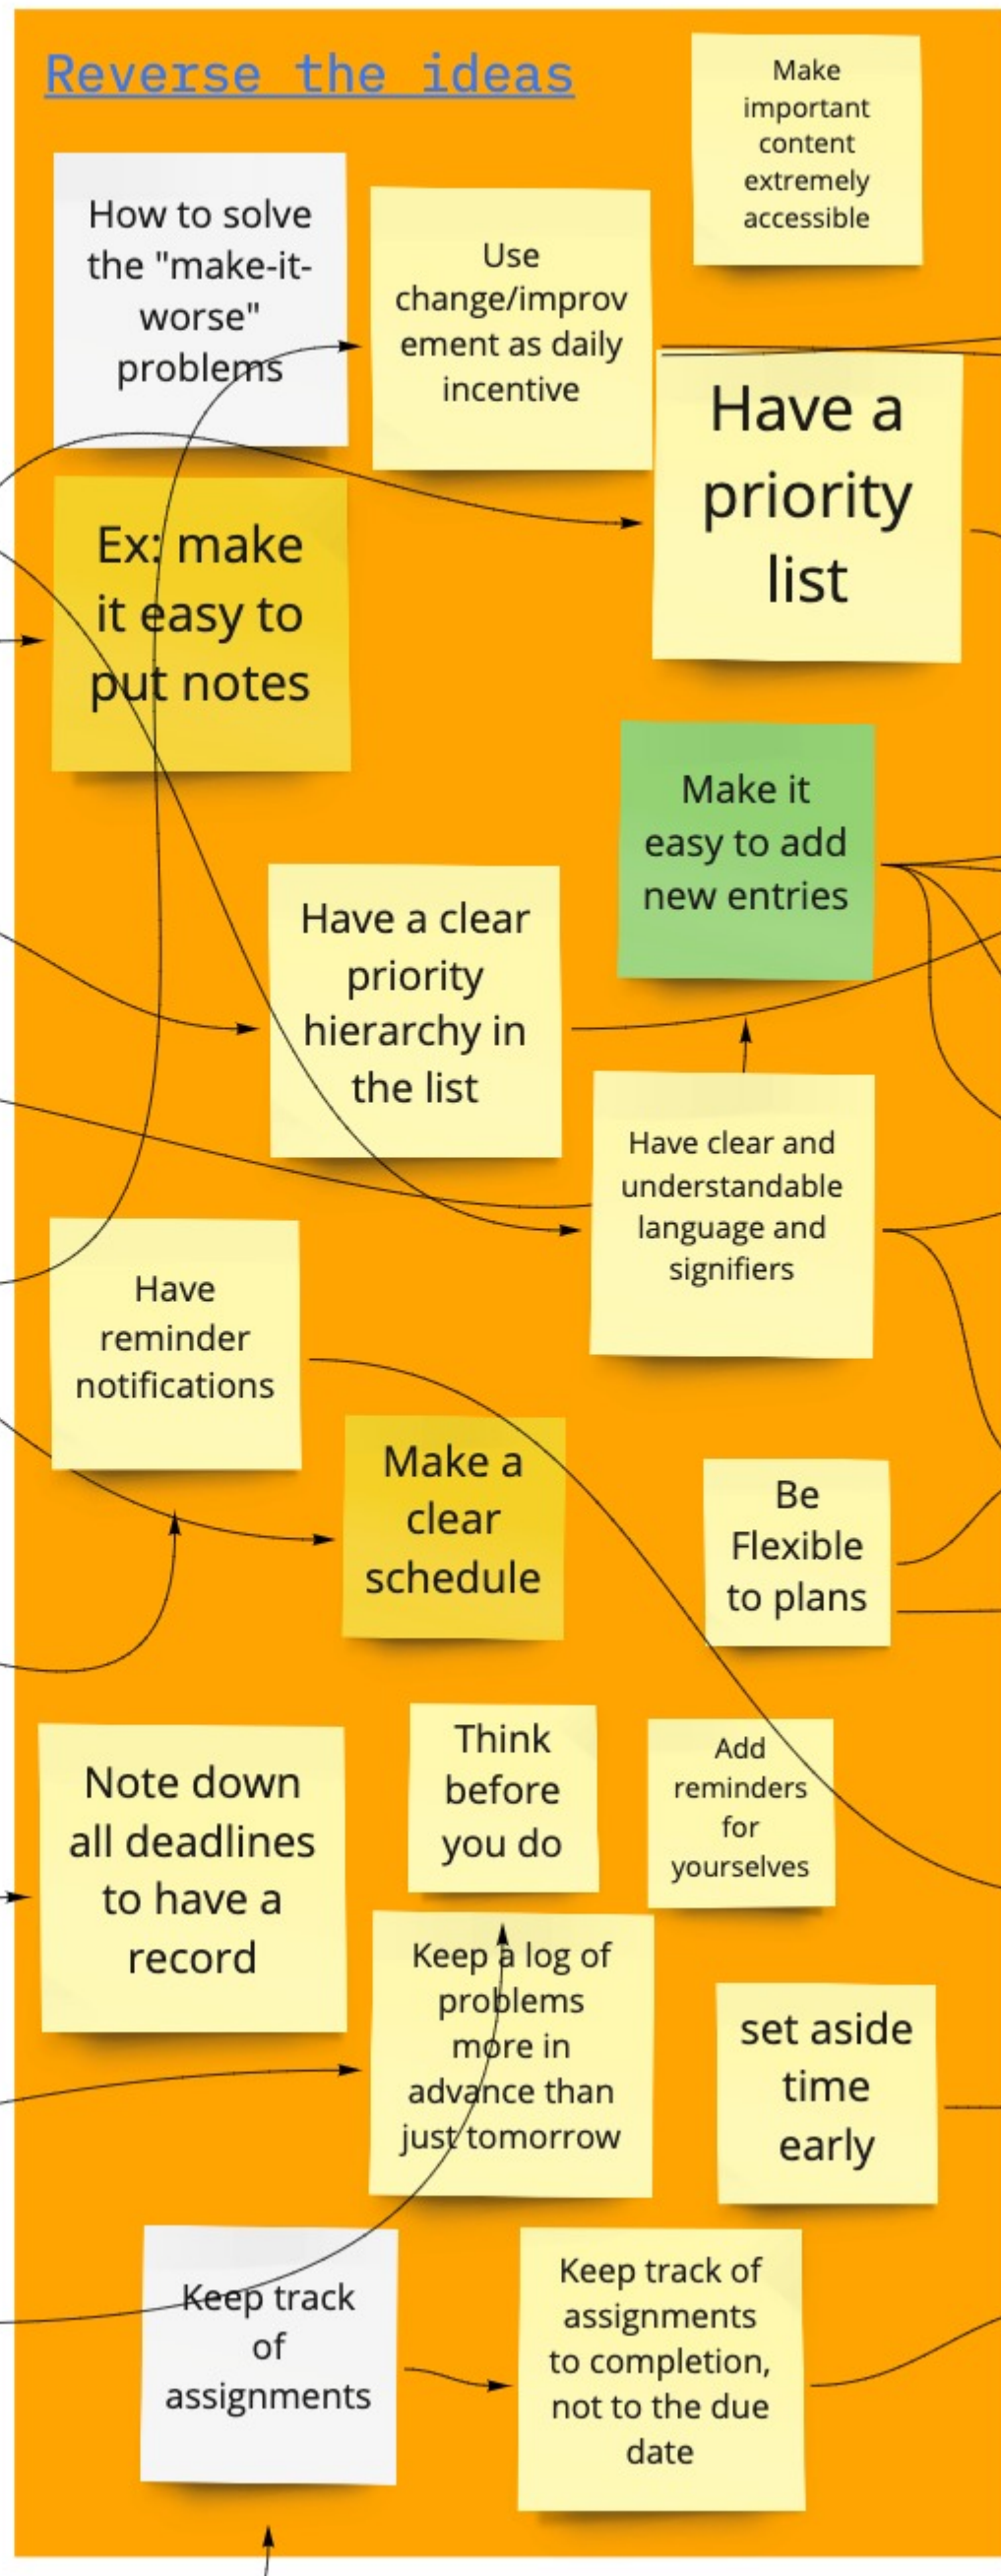 Reverse the ideas
Make
important
content
extremely
accessible
How to solve
the "make-it-
worse"
problems
Use
change/improv
ement as daily
incentive
Have a
priority
list
Ex: make
it easy to
put notes
Make it
easy to add
new entries
Have a clear
priority
hierarchy in
the list
Have clear and
understandable
language and
signifiers
Have
reminder
notifications
Make a
clear
schedule
Be
Flexible
to plans
Note down
all deadlines
to have a
record
Think
before
you do
Add
reminders
for
yourselves
Keep a log of
problems
more in
advance than
just tomorrow
set aside
time
early
Keep track
of
assignments
Keep track of
assignments
to completion,
not to the due
date